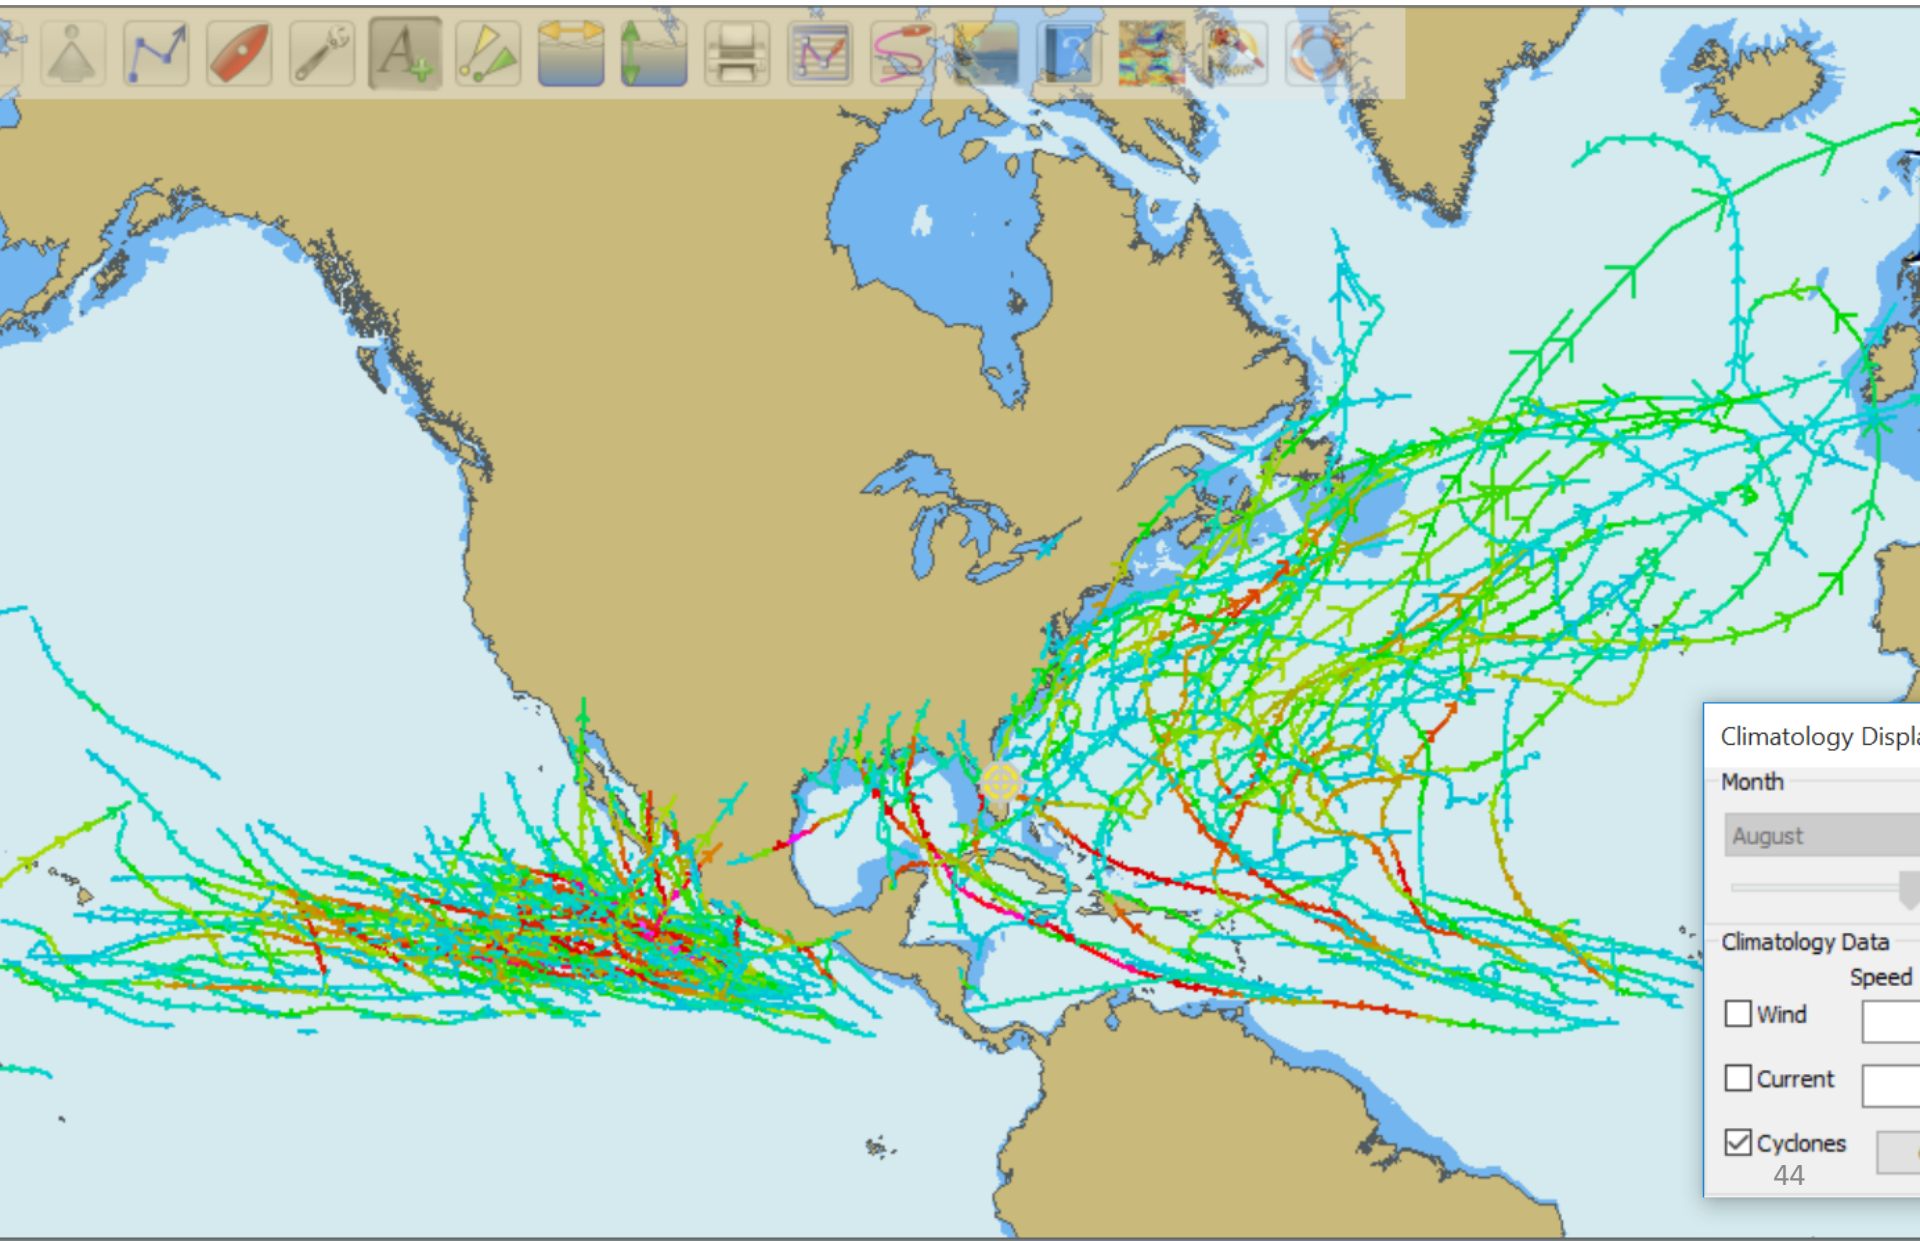 Climatology Displa
Month
August
Climatology Data
Speed
Wind
Current
Cyclones
44